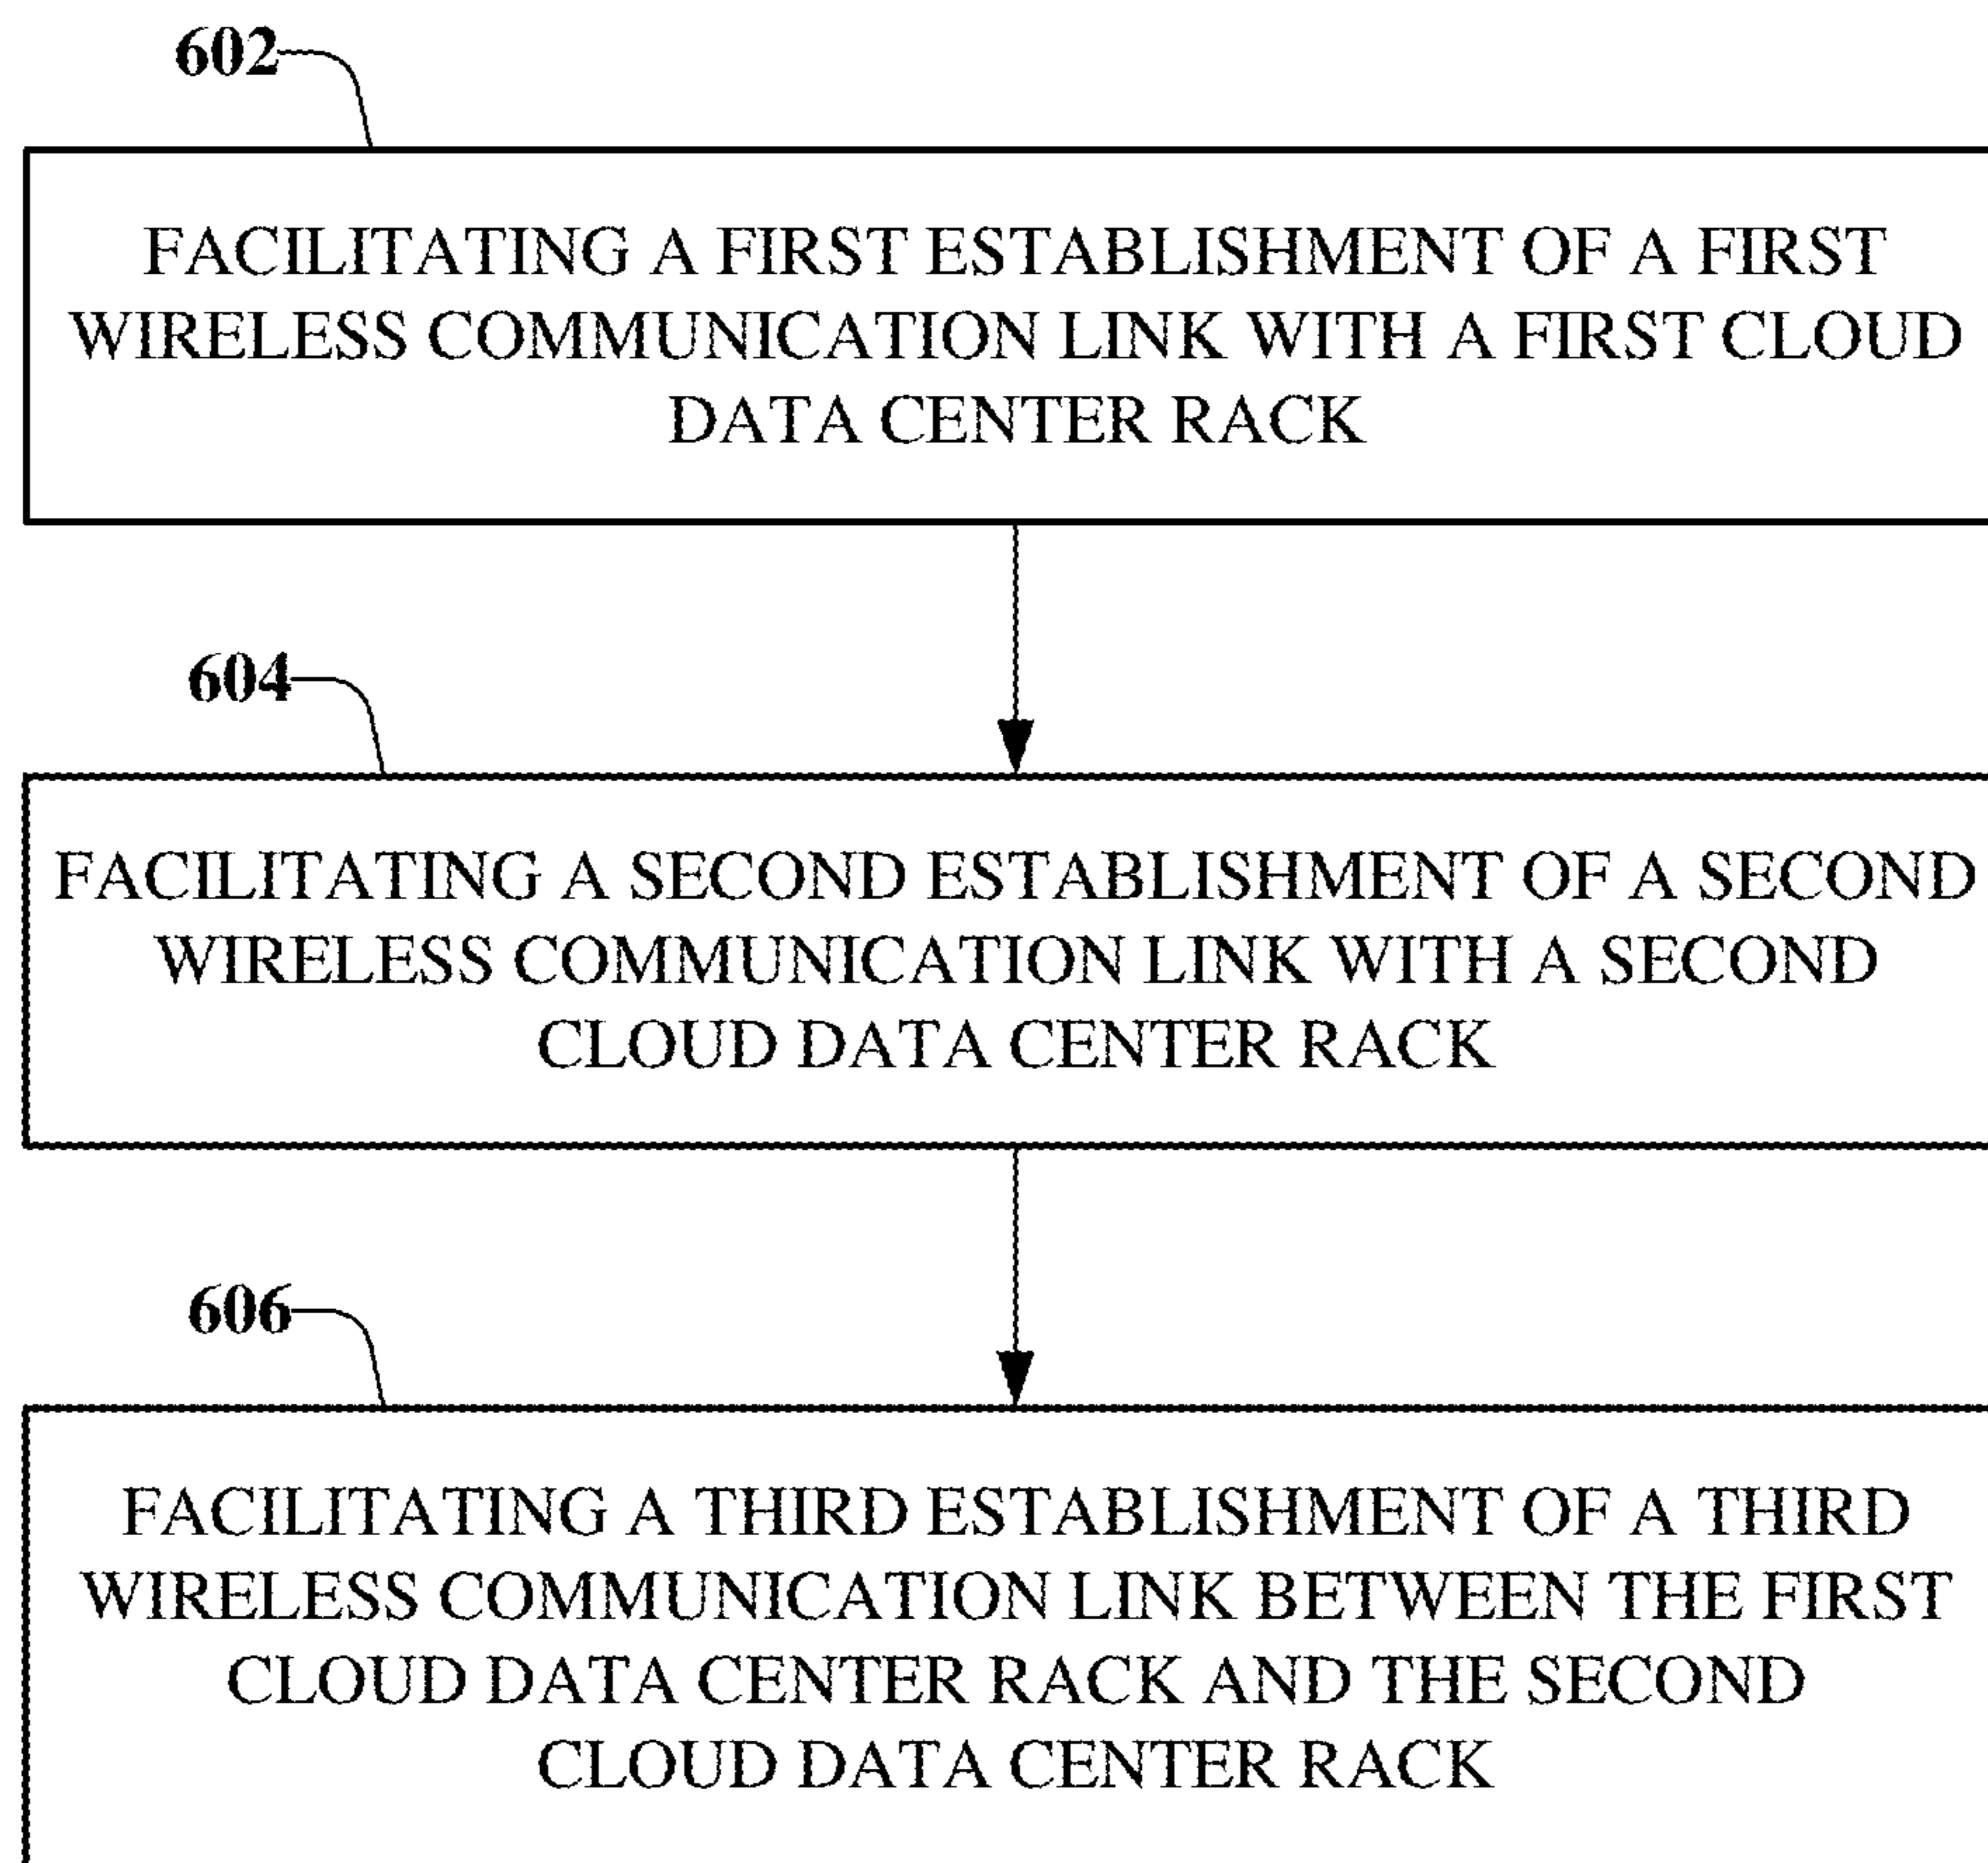 602
FACILITATING A FIRST ESTABLISHMENT OF A FIRST
WIRELESS COMMUNICATION LINK WITH A FIRST CLOUD
DATA CENTER RACK
604
FACILITATING A SECOND ESTABLISHMENT OF A SECOND
WIRELESS COMMUNICATION LINK WITH A SECOND
CLOUD DATA CENTER RACK
606
FACILITATING A THIRD ESTABLISHMENT OF A THIRD
WIRELESS COMMUNICATION LINK BETWEEN THE FIRST
CLOUD DATA CENTER RACK AND THE SECOND
CLOUD DATA CENTER RACK